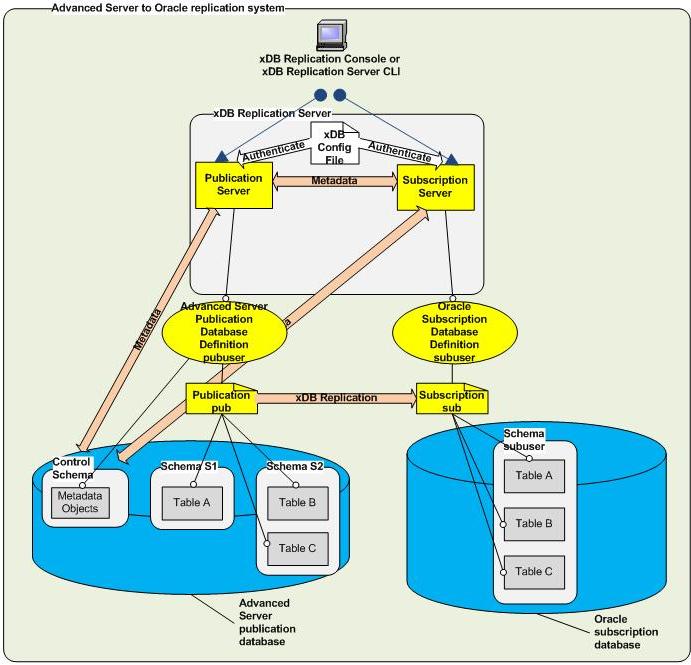 Advanced Server to Oracle replication system
xDB Replication Console or
xDB Replication Server CLI
xDB Replication Server
xDB
Config
File
Authenticate
Authenticate
Publication
Server
Metadata
Subscription
Server
Metadata
Advanced Server
Publication
Database
Definition
pubuser
a
Oracle
Subscription
Database
Definition
subuser
Publication
pub
xDB Replication
Subscription
sub
Control
Schema
Metadata
Objects
Schema S1
Table A
Schema S2
Table B
Table C
Schema
subuser
Table A
Table B
Table C
Advanced
Server
publication
database
Oracle
subscription
database